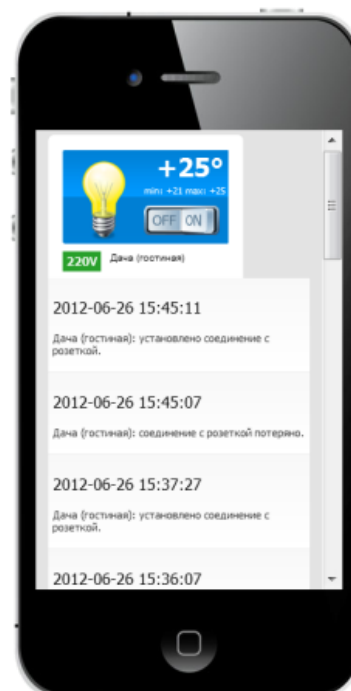 +25°
min: +21 max: +25
OFF ON
220V Дача (гостиная)
2012-06-26 15:45:11
Дача (гостиная): установлено соединение с
розеткой.
2012-06-26 15:45:07
Дача (гостиная): соединение с розеткой потеряно.
2012-06-26 15:37:27
Дача (гостиная): установлено соединение с
розеткой.
2012-06-26 15:36:07